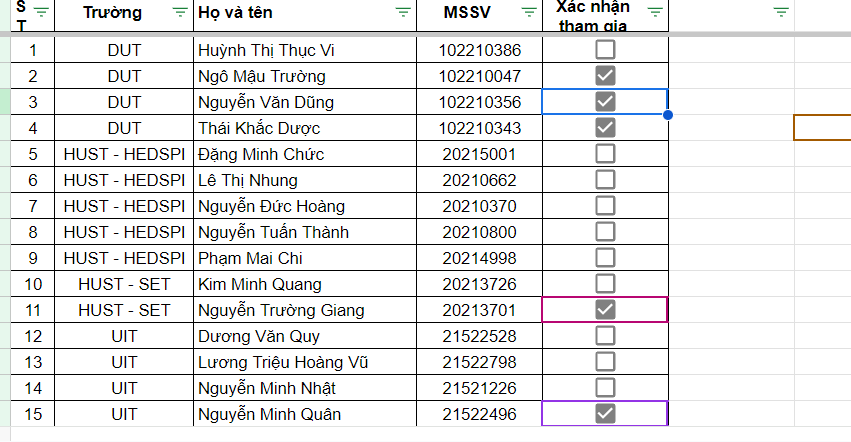 S Trường Họ và tên MSSV Xác nhận
T tham gia
1 DUT Huỳnh Thị Thục Vi 102210386
2 DUT Ngô Mậu Trường 102210047
3 DUT Nguyễn Văn Dũng 102210356
4 DUT Thái Khắc Dược 102210343
5 HUST - HEDSPI Đặng Minh Chức 20215001
6 HUST - HEDSPI Lê Thị Nhung 20210662
7 HUST - HEDSPI Nguyễn Đức Hoàng 20210370
8 HUST - HEDSPI Nguyễn Tuấn Thành 20210800
9 HUST - HEDSPI Phạm Mai Chi 20214998
10 HUST - SET Kim Minh Quang 20213726
11 HUST - SET Nguyễn Trường Giang 20213701
12 UIT Dương Văn Quy 21522528
13 UIT Lương Triệu Hoàng Vũ 21522798
14 UIT Nguyễn Minh Nhật 21521226
15 UIT Nguyễn Minh Quân 21522496